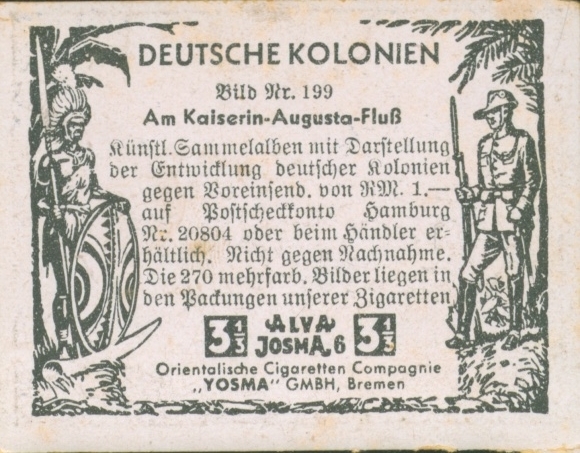 DEUTSCHE KOLONIEN
Bild Nr. 199
Am Kaiserin-Augusta-Fluß
Künstl. Sammelalben mit Darstellung
der Entwicklung deutscher Kolonien
gegen Voreinsend. von RM. 1.—
auf Postscheckkonto Hamburg
Nr. 20804 oder beim Händler er-
hältlich. Nicht gegen Nachnahme.
Die 270 mehrfarb. Bilder liegen in
den Packungen unserer Zigaretten
3 1/3 ALVA 3 1/3
JOSMA 6
Orientalische Cigaretten Compagnie
„YOSMA" GMBH, Bremen